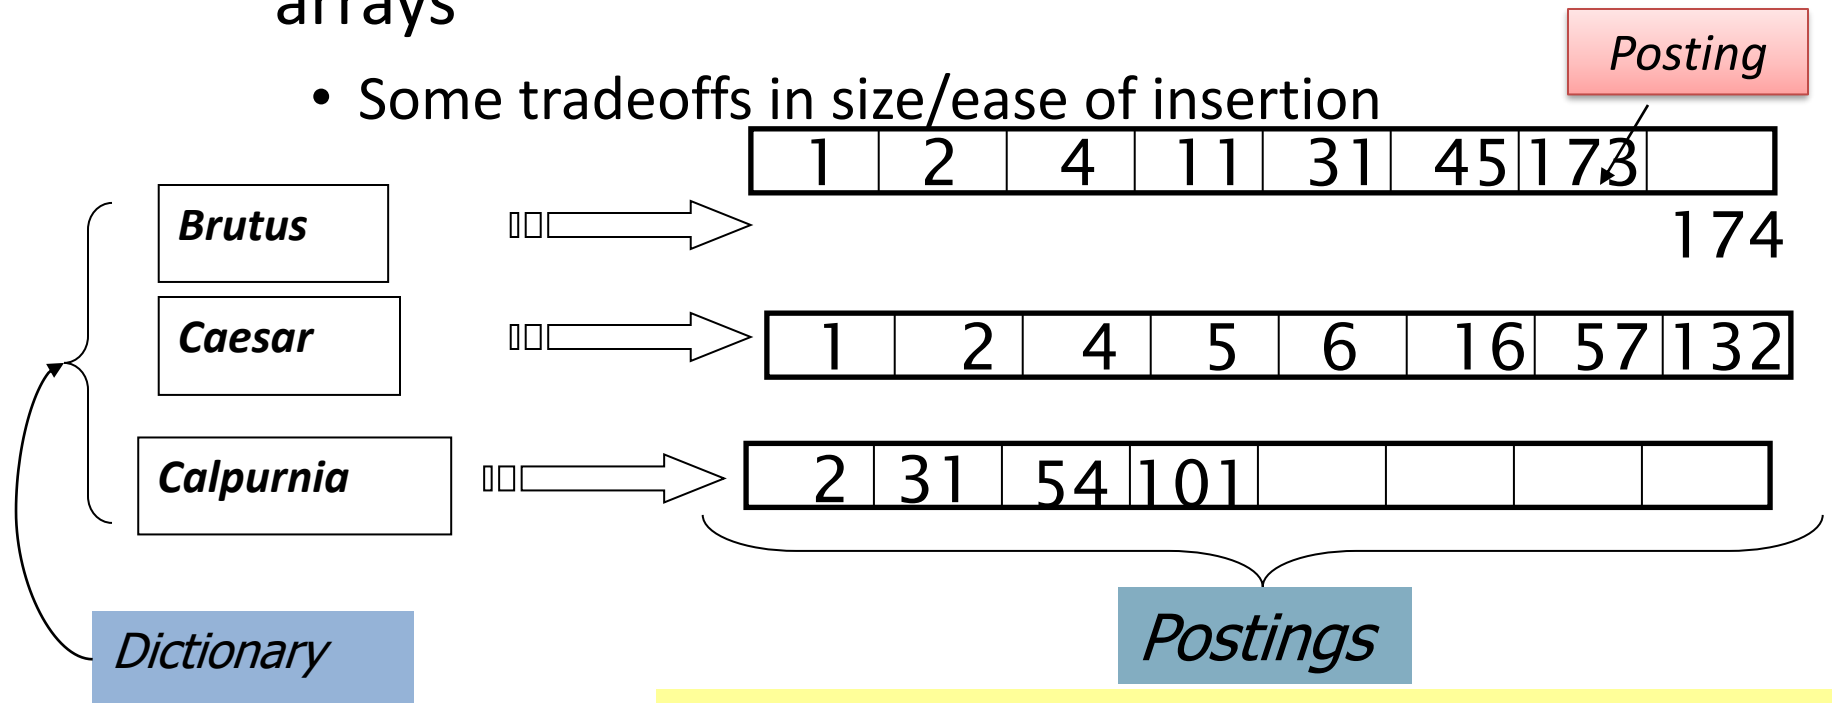 arrays
• Some tradeoffs in size/ease of insertion
Posting
Brutus
1 2 4 11 31 45 173
174
Caesar
1 2 4 5 6 16 57 132
Calpurnia
2 31 54 101
Dictionary
Postings